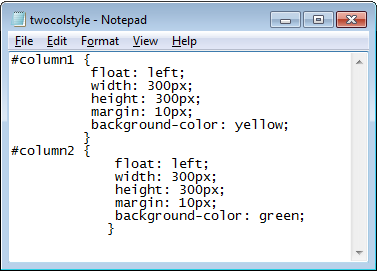 twocolstyle - Notepad
File Edit Format View Help
#column1 {
float: left;
width: 300px;
height: 300px;
margin: 10px;
background-color: yellow;
}
#column2 {
float: left;
width: 300px;
height: 300px;
margin: 10px;
background-color: green;
}